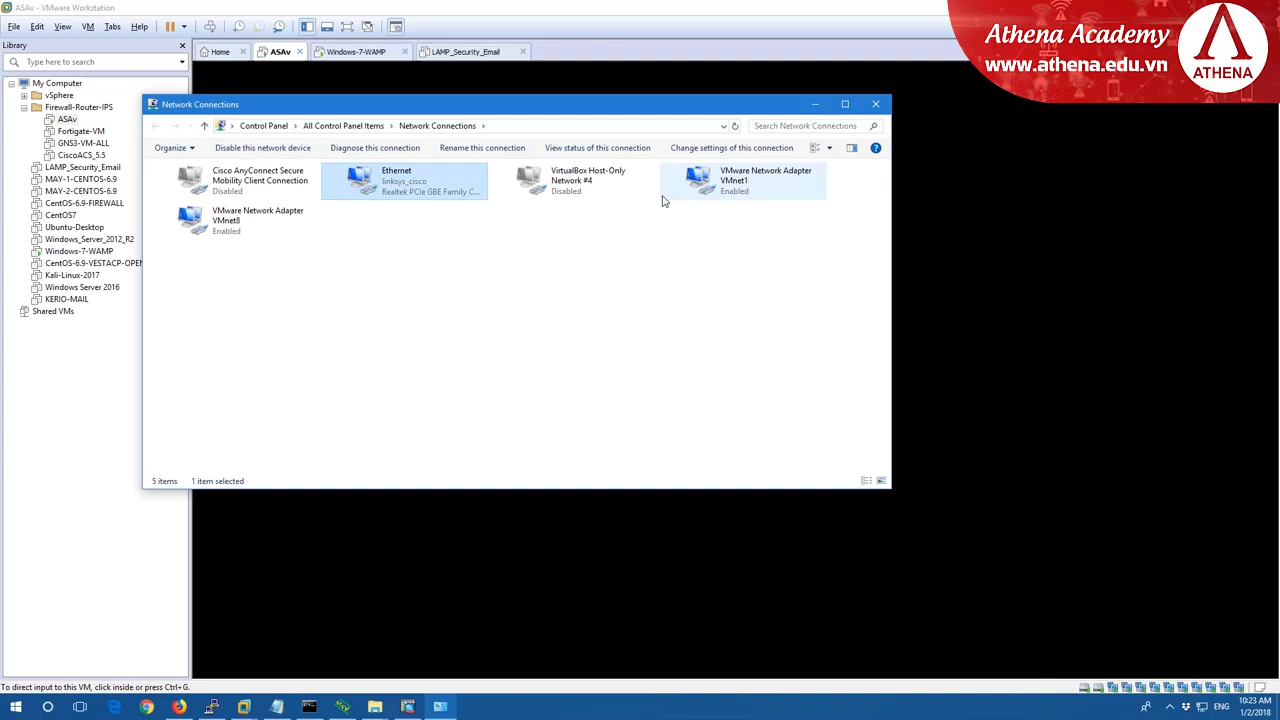 ASAv - VMware Workstation
File Edit View VM Tabs Help
Library
Type here to search
My Computer
vSphere
Firewall-Router-IPS
ASAv
Fortigate-VM
GNS3-VM-ALL
CiscoACS_5.5
LAMP_Security_Email
MAY-1-CENTOS-6.9
MAY-2-CENTOS-6.9
CentOS-6.9-FIREWALL
CentOS7
Ubuntu-Desktop
Windows_Server_2012_R2
Windows-7-WAMP
CentOS-6.9-VESTACP-OPEN
Kali-Linux-2017
Windows Server 2016
KERIO-MAIL
Shared VMs
Home ASAv Windows-7-WAMP LAMP_Security_Email
Athena Academy
www.athena.edu.vn
ATHENA
Network Connections
Control Panel All Control Panel Items Network Connections
Search Network Connections
Organize Disable this network device Diagnose this connection Rename this connection View status of this connection Change settings of this connection
Cisco AnyConnect Secure
Mobility Client Connection
Disabled
Ethernet
linksys_cisco
Realtek PCIe GBE Family C...
VirtualBox Host-Only
Network #4
Disabled
VMware Network Adapter
VMnet1
Enabled
VMware Network Adapter
VMnet8
Enabled
5 items 1 item selected
To direct input to this VM, click inside or press Ctrl+G.
ENG
10:23 AM
1/2/2018